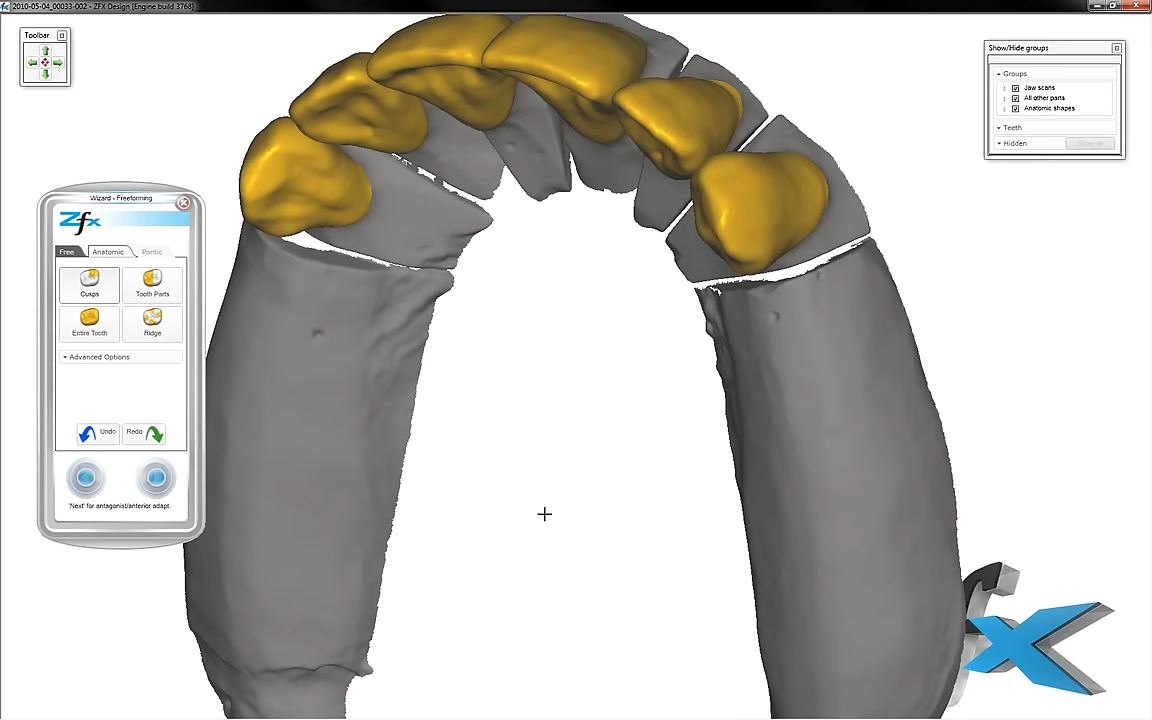 2010-05-04_00033-002 - ZFX Design [Engine build 3768]
Toolbar
Show/Hide groups
Groups
Jaw scans
All other parts
Anatomic shapes
Teeth
Hidden
Show all
Wizard - Freeforming
Zfx
Free Anatomic Pontic
Cusps Tooth Parts
Entire Tooth Ridge
Advanced Options
Undo Redo
'Next' for antagonist/anterior adapt.